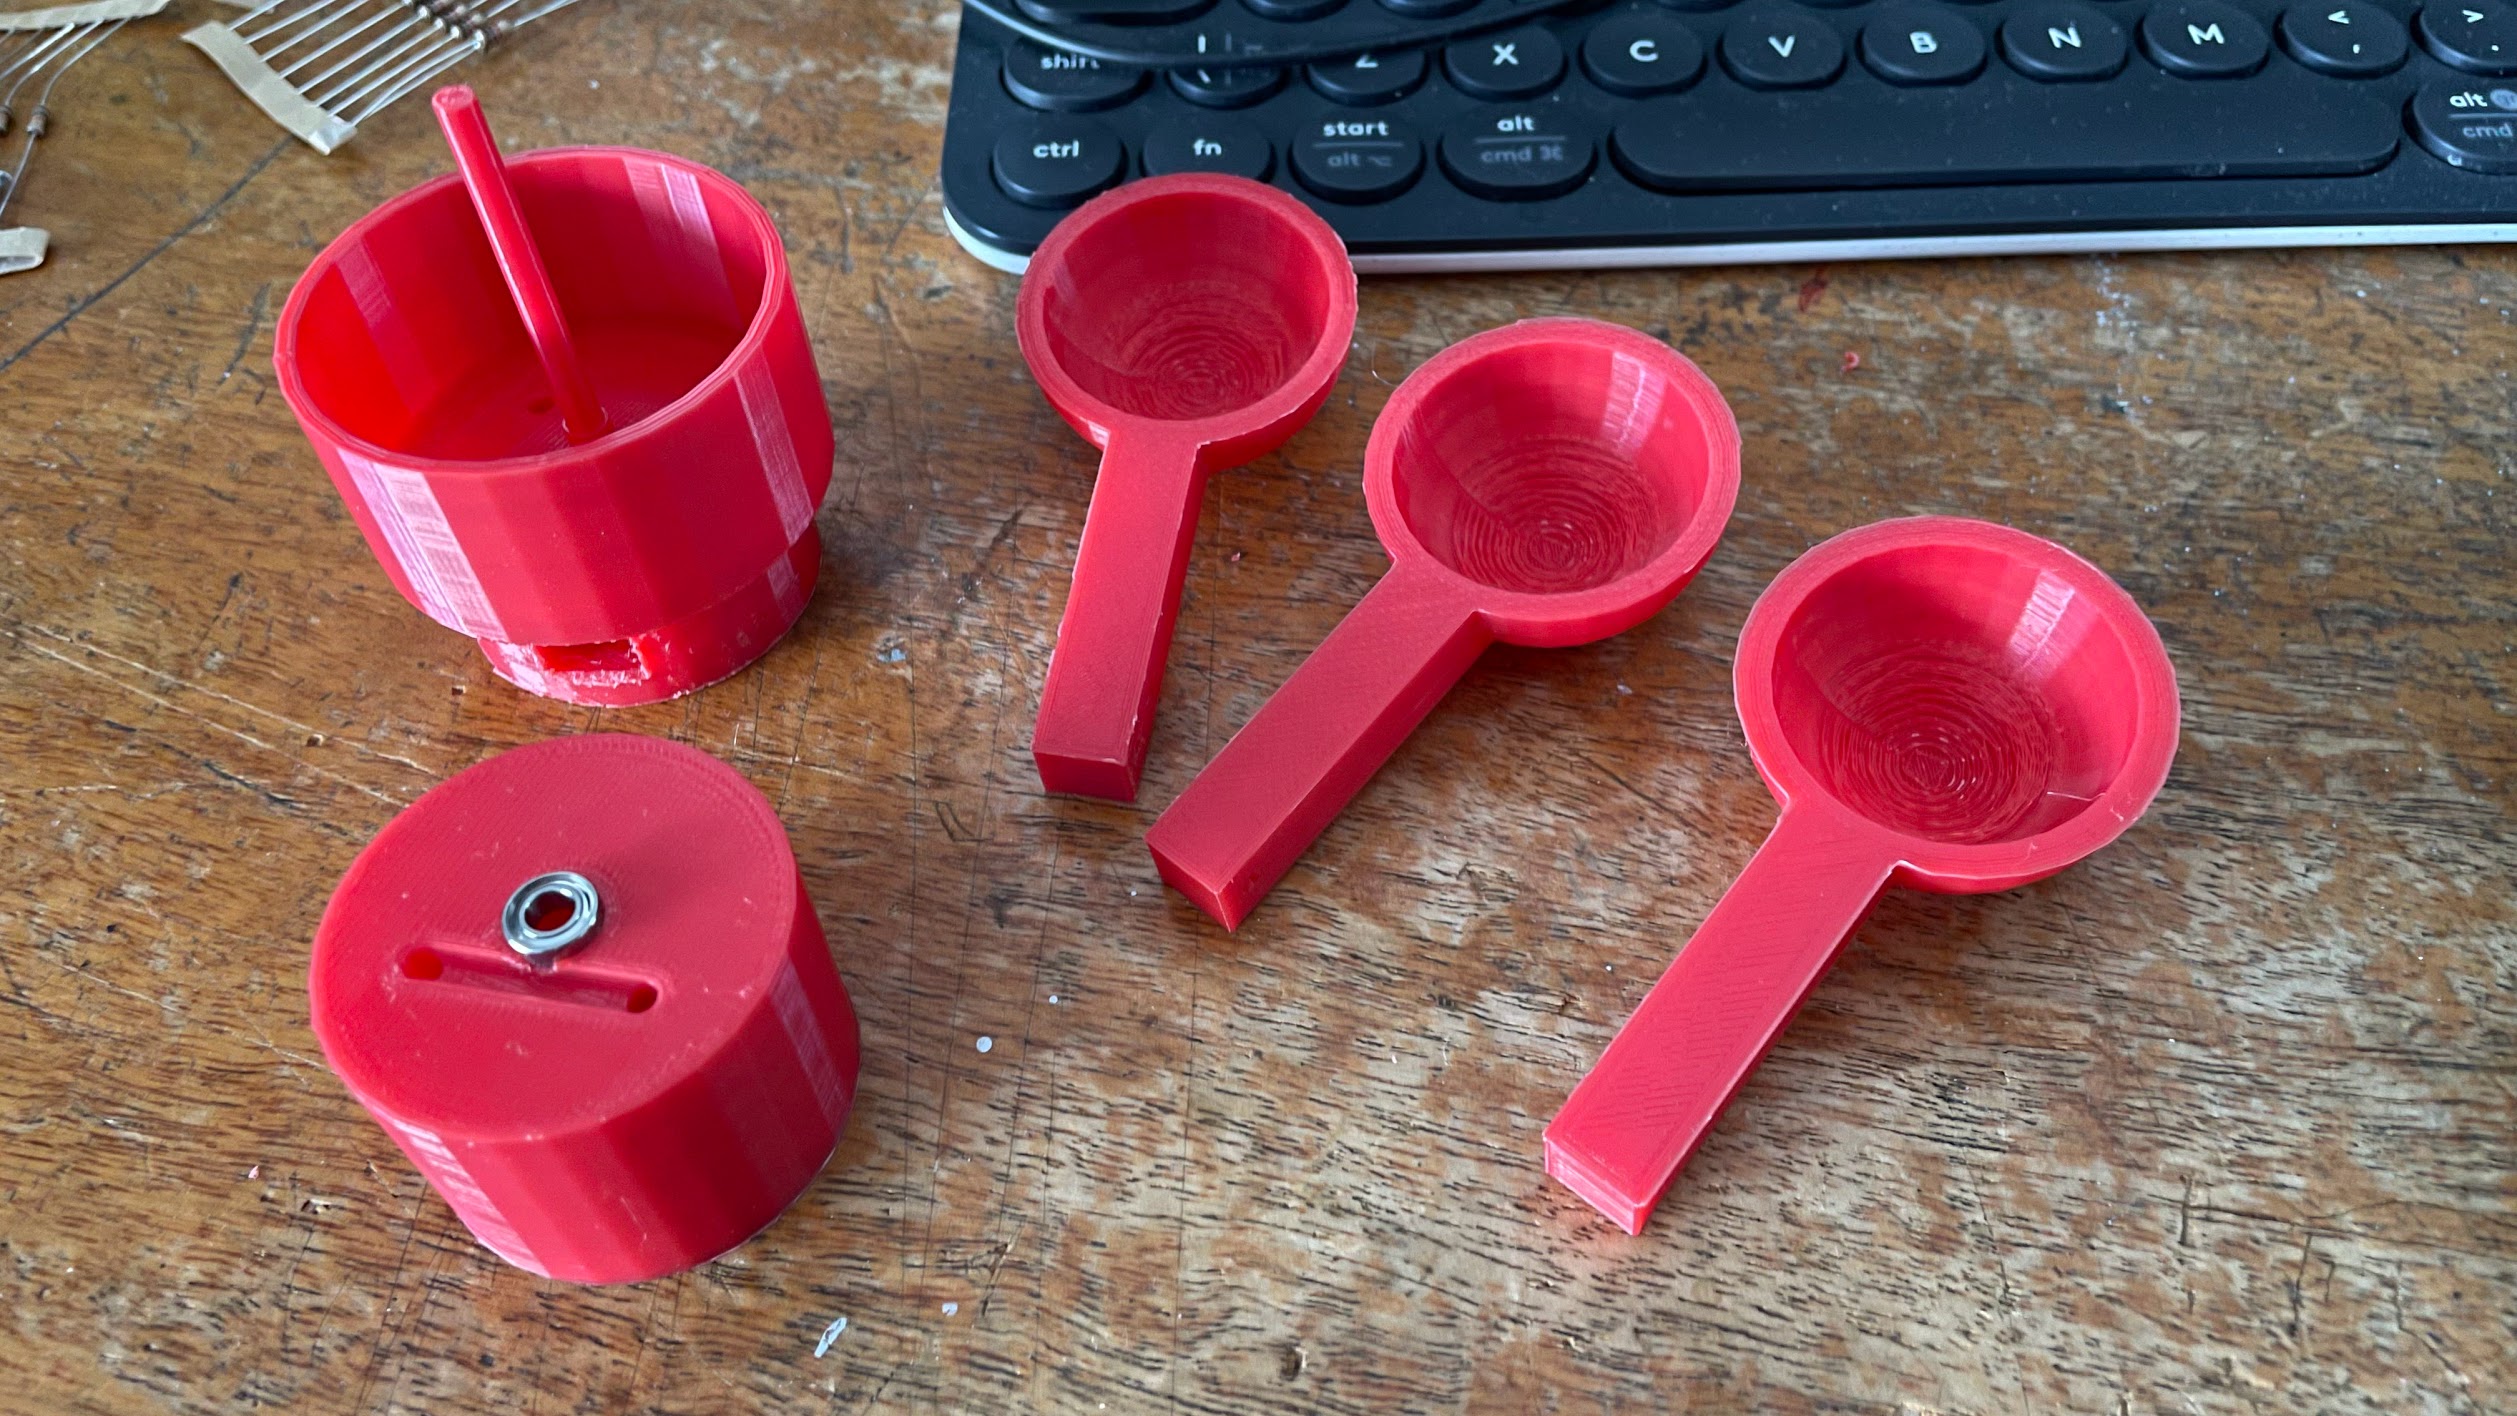 shift Z X C V B N M < ,
> .
ctrl fn start alt alt
alt ⌥ cmd ⌘ cmd